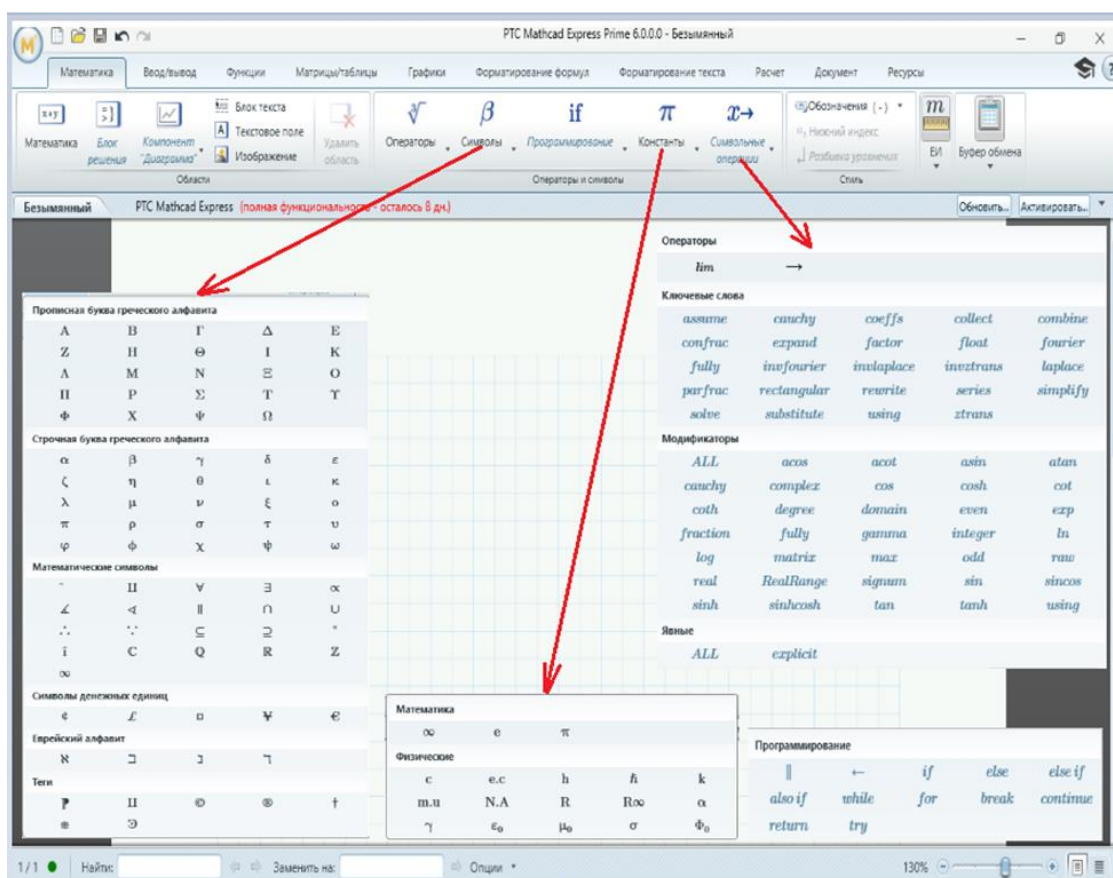 PTC Mathcad Express Prime 6.0.0.0 - Безымянный
Математика Ввод/вывод Функции Матрицы/таблицы Графики Форматирование формул Форматирование текста Расчет Документ Ресурсы
Математика Блок решения Компонент "Диаграмма" Блок текста Текстовое поле Изображение Удалить область
Операторы Символы Программирование Константы Символьные операции
Обозначения (-) Нижний индекс Разбивка уравнения ЕИ Буфер обмена
Области Операторы и символы Стиль
Безымянный PTC Mathcad Express (полная функциональность - осталось 8 дн.) Обновить... Активировать...
Прописная буква греческого алфавита
Α Β Γ Δ Ε
Ζ Η Θ Ι Κ
Λ Μ Ν Ξ Ο
Π Ρ Σ Τ ϒ
Φ Χ Ψ Ω
Строчная буква греческого алфавита
α β γ δ ε
ζ η θ ι κ
λ μ ν ξ ο
π ρ σ τ υ
φ ϕ χ ψ ω
Математические символы
∐ ∀ ∃ ∝
∡ ∢ ∥ ∩ ∪
∴ ∵ ⊆ ⊇ "
î C Q ℝ Z
∞
Символы денежных единиц
¢ £ ¤ ¥ €
Еврейский алфавит
א ב ג ד
Теги
© ® †
Э
Математика
∞ e π
Физические
c e.c h ℏ k
m.u N.A R R∞ α
γ ε₀ μ₀ σ Φ₀
Операторы
lim →
Ключевые слова
assume cauchy coeffs collect combine
confrac expand factor float fourier
fully invfourier invlaplace invztrans laplace
parfrac rectangular rewrite series simplify
solve substitute using ztrans
Модификаторы
ALL acos acot asin atan
cauchy complex cos cosh cot
coth degree domain even exp
fraction fully gamma integer ln
log matrix max odd raw
real RealRange signum sin sincos
sinh sinhcosh tan tanh using
Явные
ALL explicit
Программирование
‖ ← if else else if
also if while for break continue
return try
1 / 1 Найти: Заменить на: Опции 130%